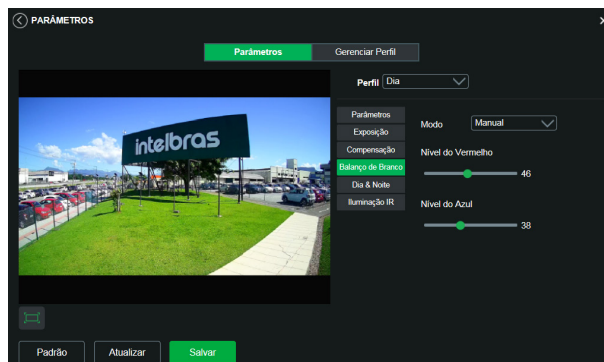 PARÂMETROS
Parâmetros
Gerenciar Perfil
Perfil Dia
intelbras
Parâmetros
Exposição
Compensação
Balanço de Branco
Dia & Noite
Iluminação IR
Modo Manual
Nível do Vermelho
46
Nível do Azul
38
Padrão
Atualizar
Salvar